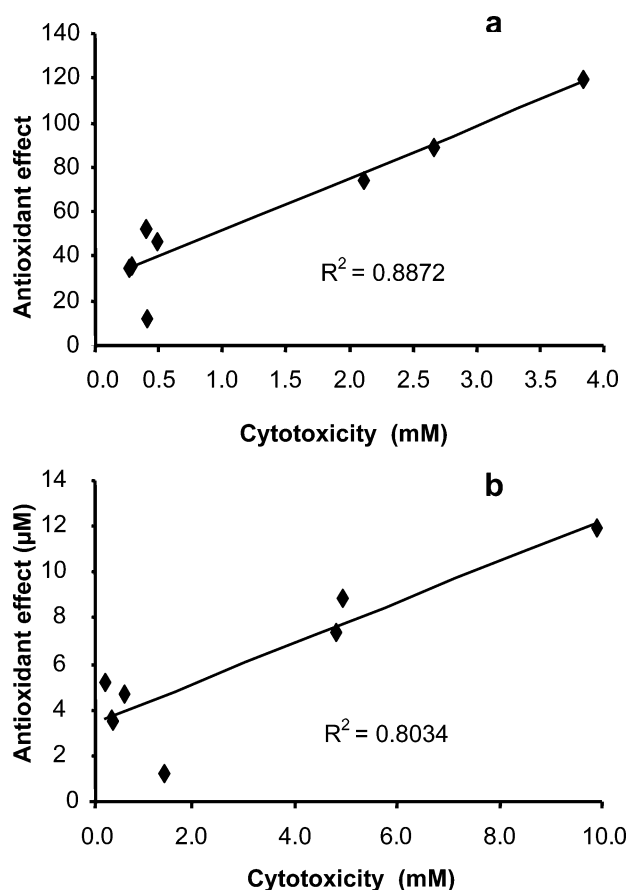 a
140
120
100
80
60
40
20
0
Antioxidant effect
R² = 0.8872
0.0 0.5 1.0 1.5 2.0 2.5 3.0 3.5 4.0
Cytotoxicity (mM)
b
14
12
10
8
6
4
2
0
Antioxidant effect (µM)
R² = 0.8034
0.0 2.0 4.0 6.0 8.0 10.0
Cytotoxicity (mM)